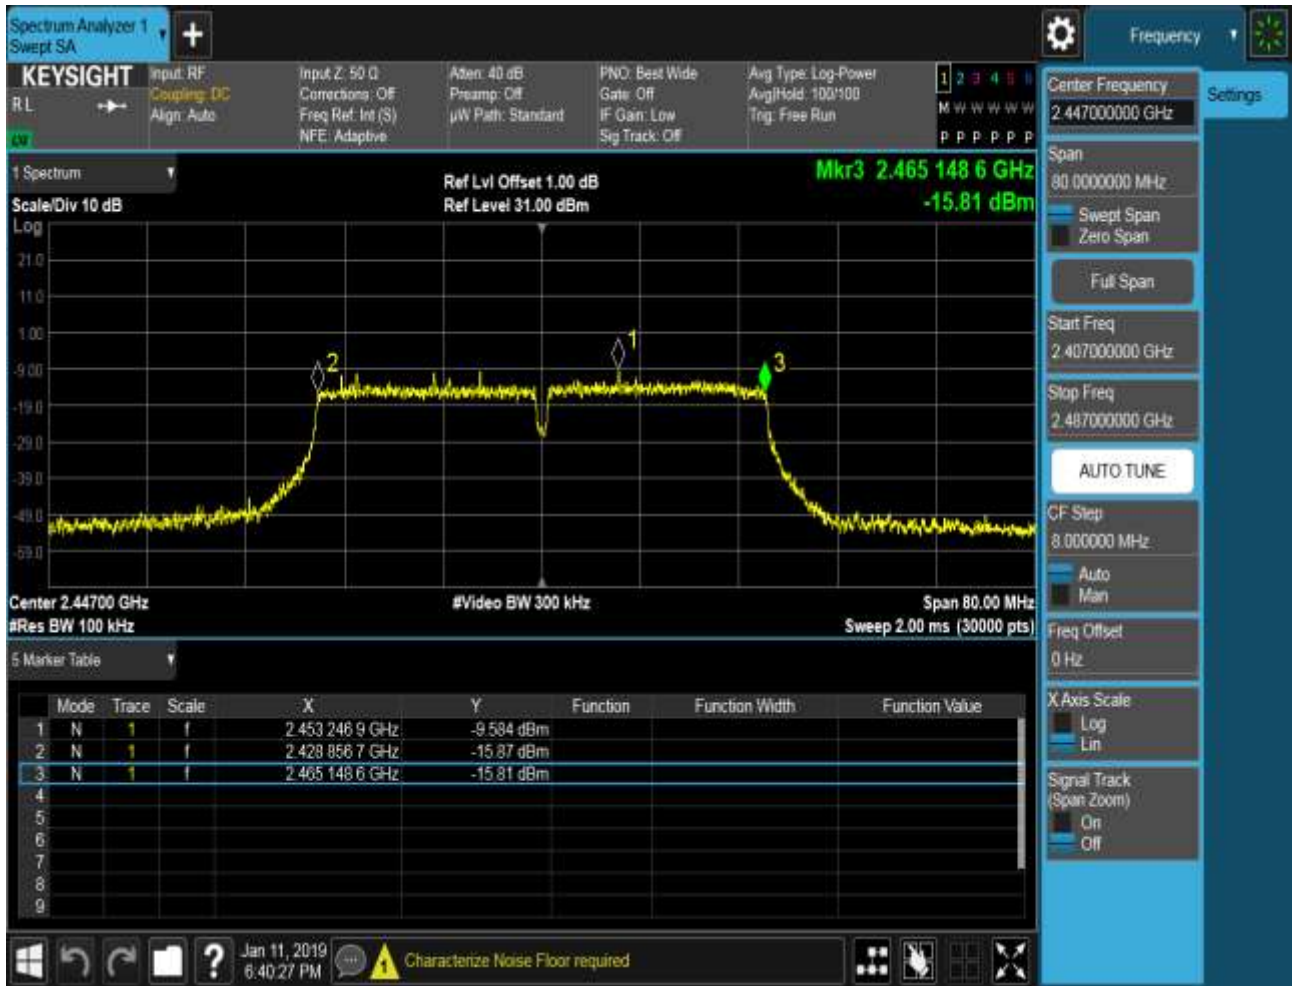 Spectrum Analyzer 1
Swept SA
+
Frequency
KEYSIGHT
R L
Input: RF
Coupling: DC
Align: Auto
Input Z: 50 Ω
Corrections: Off
Freq Ref: Int (S)
NFE: Adaptive
Atten: 40 dB
Preamp: Off
µW Path: Standard
PNO: Best Wide
Gate: Off
IF Gain: Low
Sig Track: Off
Avg Type: Log-Power
Avg|Hold: 100/100
Trig: Free Run
1 2 3 4 5 6
M W W W W W
P P P P P P
Settings
Center Frequency
2.447000000 GHz
Span
80.0000000 MHz
Swept Span
Zero Span
Full Span
Start Freq
2.407000000 GHz
Stop Freq
2.487000000 GHz
AUTO TUNE
CF Step
8.000000 MHz
Auto
Man
Freq Offset
0 Hz
X Axis Scale
Log
Lin
Signal Track
(Span Zoom)
On
Off
1 Spectrum
Scale/Div 10 dB
Ref Lvl Offset 1.00 dB
Ref Level 31.00 dBm
Mkr3 2.465 148 6 GHz
-15.81 dBm
Log
21.0
11.0
1.00
-9.00
-19.0
-29.0
-39.0
-49.0
-59.0
2
1
3
Center 2.44700 GHz
#Video BW 300 kHz
Span 80.00 MHz
#Res BW 100 kHz
Sweep 2.00 ms (30000 pts)
5 Marker Table
Mode Trace Scale X Y Function Function Width Function Value
1 N 1 f 2.453 246 9 GHz -9.584 dBm
2 N 1 f 2.428 856 7 GHz -15.87 dBm
3 N 1 f 2.465 148 6 GHz -15.81 dBm
4
5
6
7
8
9
?
Jan 11, 2019
6:40:27 PM
1
Characterize Noise Floor required